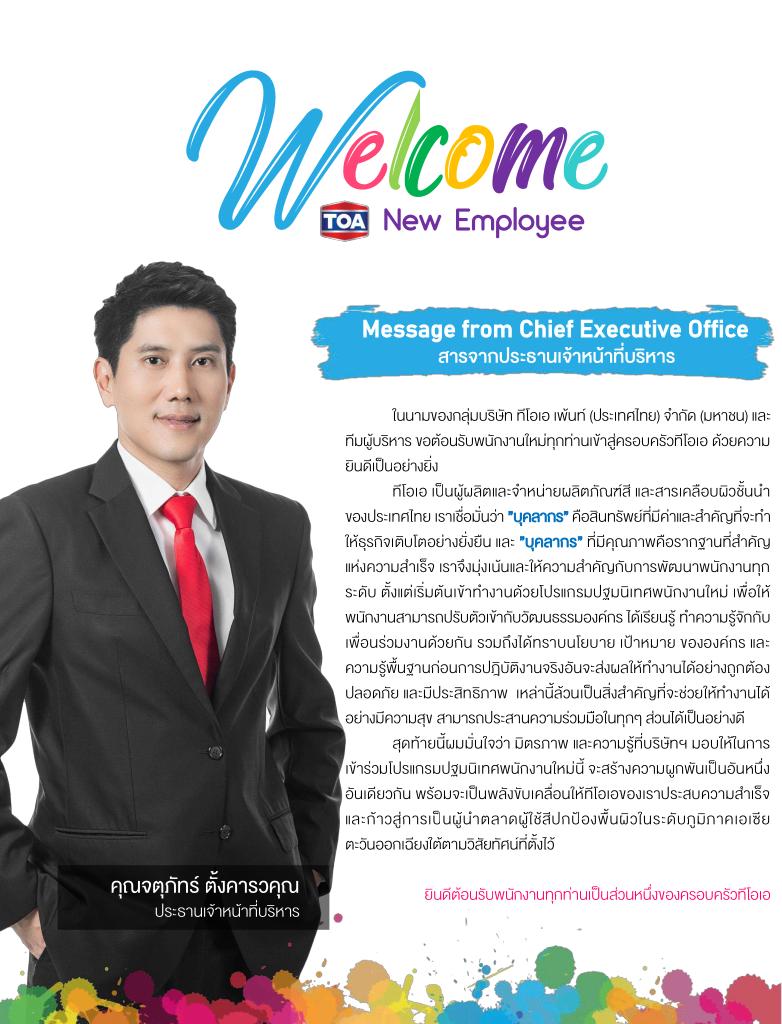 Welcome
TOA New Employee
Message from Chief Executive Office
สารจากประธานเจ้าหน้าที่บริหาร
ในนามของกลุ่มบริษัท ทีโอเอ เพ้นท์ (ประเทศไทย) จำกัด (มหาชน) และ
ทีมผู้บริหาร ขอต้อนรับพนักงานใหม่ทุกท่านเข้าสู่ครอบครัวทีโอเอ ด้วยความ
ยินดีเป็นอย่างยิ่ง
ทีโอเอ เป็นผู้ผลิตและจำหน่ายผลิตภัณฑ์สี และสารเคลือบผิวชั้นนำ
ของประเทศไทย เราเชื่อมั่นว่า "บุคลากร" คือสินทรัพย์ที่มีค่าและสำคัญที่จะทำ
ให้ธุรกิจเติบโตอย่างยั่งยืน และ "บุคลากร" ที่มีคุณภาพคือรากฐานที่สำคัญ
แห่งความสำเร็จ เราจึงมุ่งเน้นและให้ความสำคัญกับการพัฒนาพนักงานทุก
ระดับ ตั้งแต่เริ่มต้นเข้าทำงานด้วยโปรแกรมปฐมนิเทศพนักงานใหม่ เพื่อให้
พนักงานสามารถปรับตัวเข้ากับวัฒนธรรมองค์กร ได้เรียนรู้ ทำความรู้จักกับ
เพื่อนร่วมงานด้วยกัน รวมถึงได้ทราบนโยบาย เป้าหมาย ขององค์กร และ
ความรู้พื้นฐานก่อนการปฎิบัติงานจริงอันจะส่งผลให้ทำงานได้อย่างถูกต้อง
ปลอดภัย และมีประสิทธิภาพ เหล่านี้ล้วนเป็นสิ่งสำคัญที่จะช่วยให้ทำงานได้
อย่างมีความสุข สามารถประสานความร่วมมือในทุกๆ ส่วนได้เป็นอย่างดี
สุดท้ายนี้ผมมั่นใจว่า มิตรภาพ และความรู้ที่บริษัทฯ มอบให้ในการ
เข้าร่วมโปรแกรมปฐมนิเทศพนักงานใหม่นี้ จะสร้างความผูกพันเป็นอันหนึ่ง
อันเดียวกัน พร้อมจะเป็นพลังขับเคลื่อนให้ทีโอเอของเราประสบความสำเร็จ
และก้าวสู่การเป็นผู้นำตลาดผู้ใช้สีปกป้องพื้นผิวในระดับภูมิภาคเอเซีย
ตะวันออกเฉียงใต้ตามวิสัยทัศน์ที่ตั้งไว้
คุณจตุภัทร์ ตั้งคารวคุณ
ประธานเจ้าหน้าที่บริหาร
ยินดีต้อนรับพนักงานทุกท่านเป็นส่วนหนึ่งของครอบครัวทีโอเอ